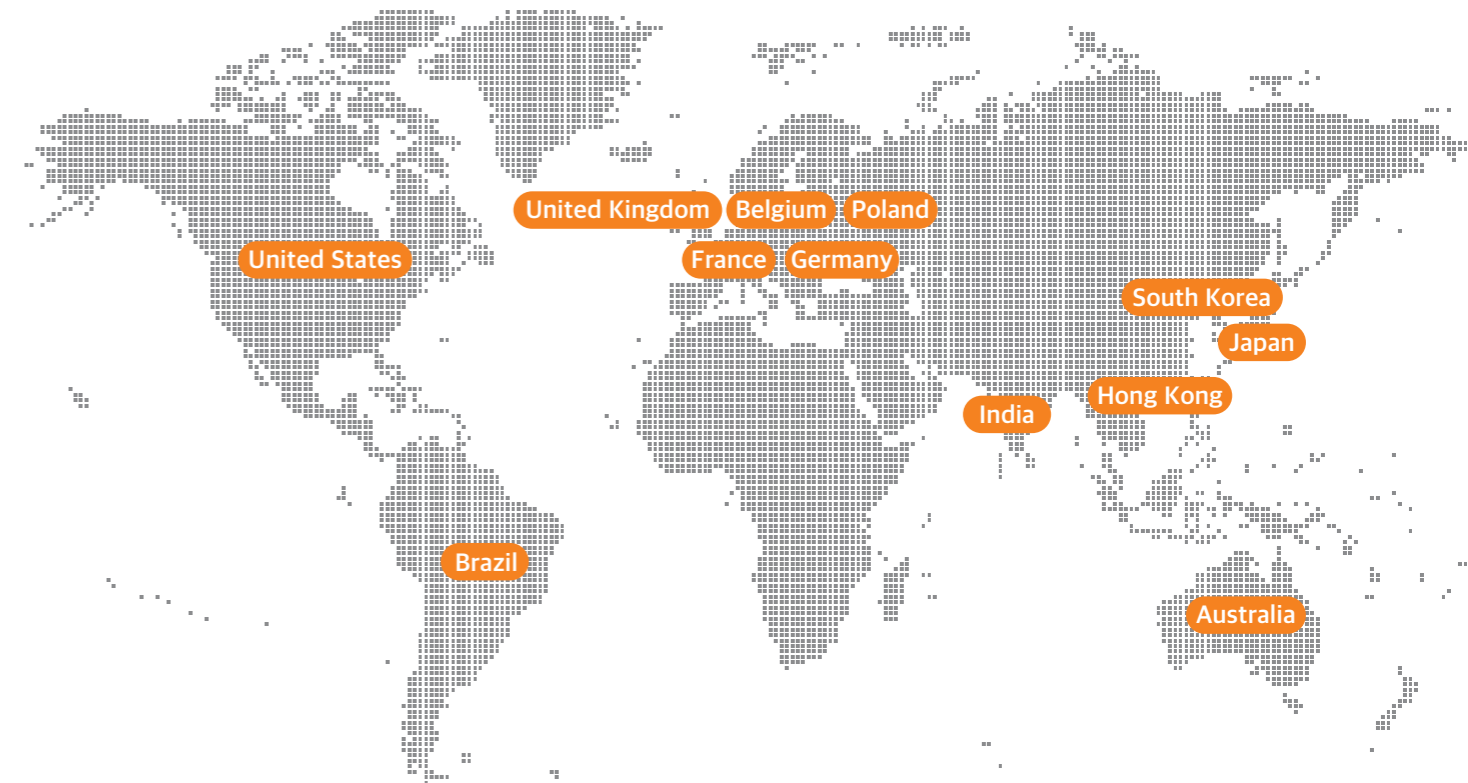 United Kingdom
Belgium
Poland
United States
France
Germany
South Korea
Japan
Hong Kong
India
Brazil
Australia